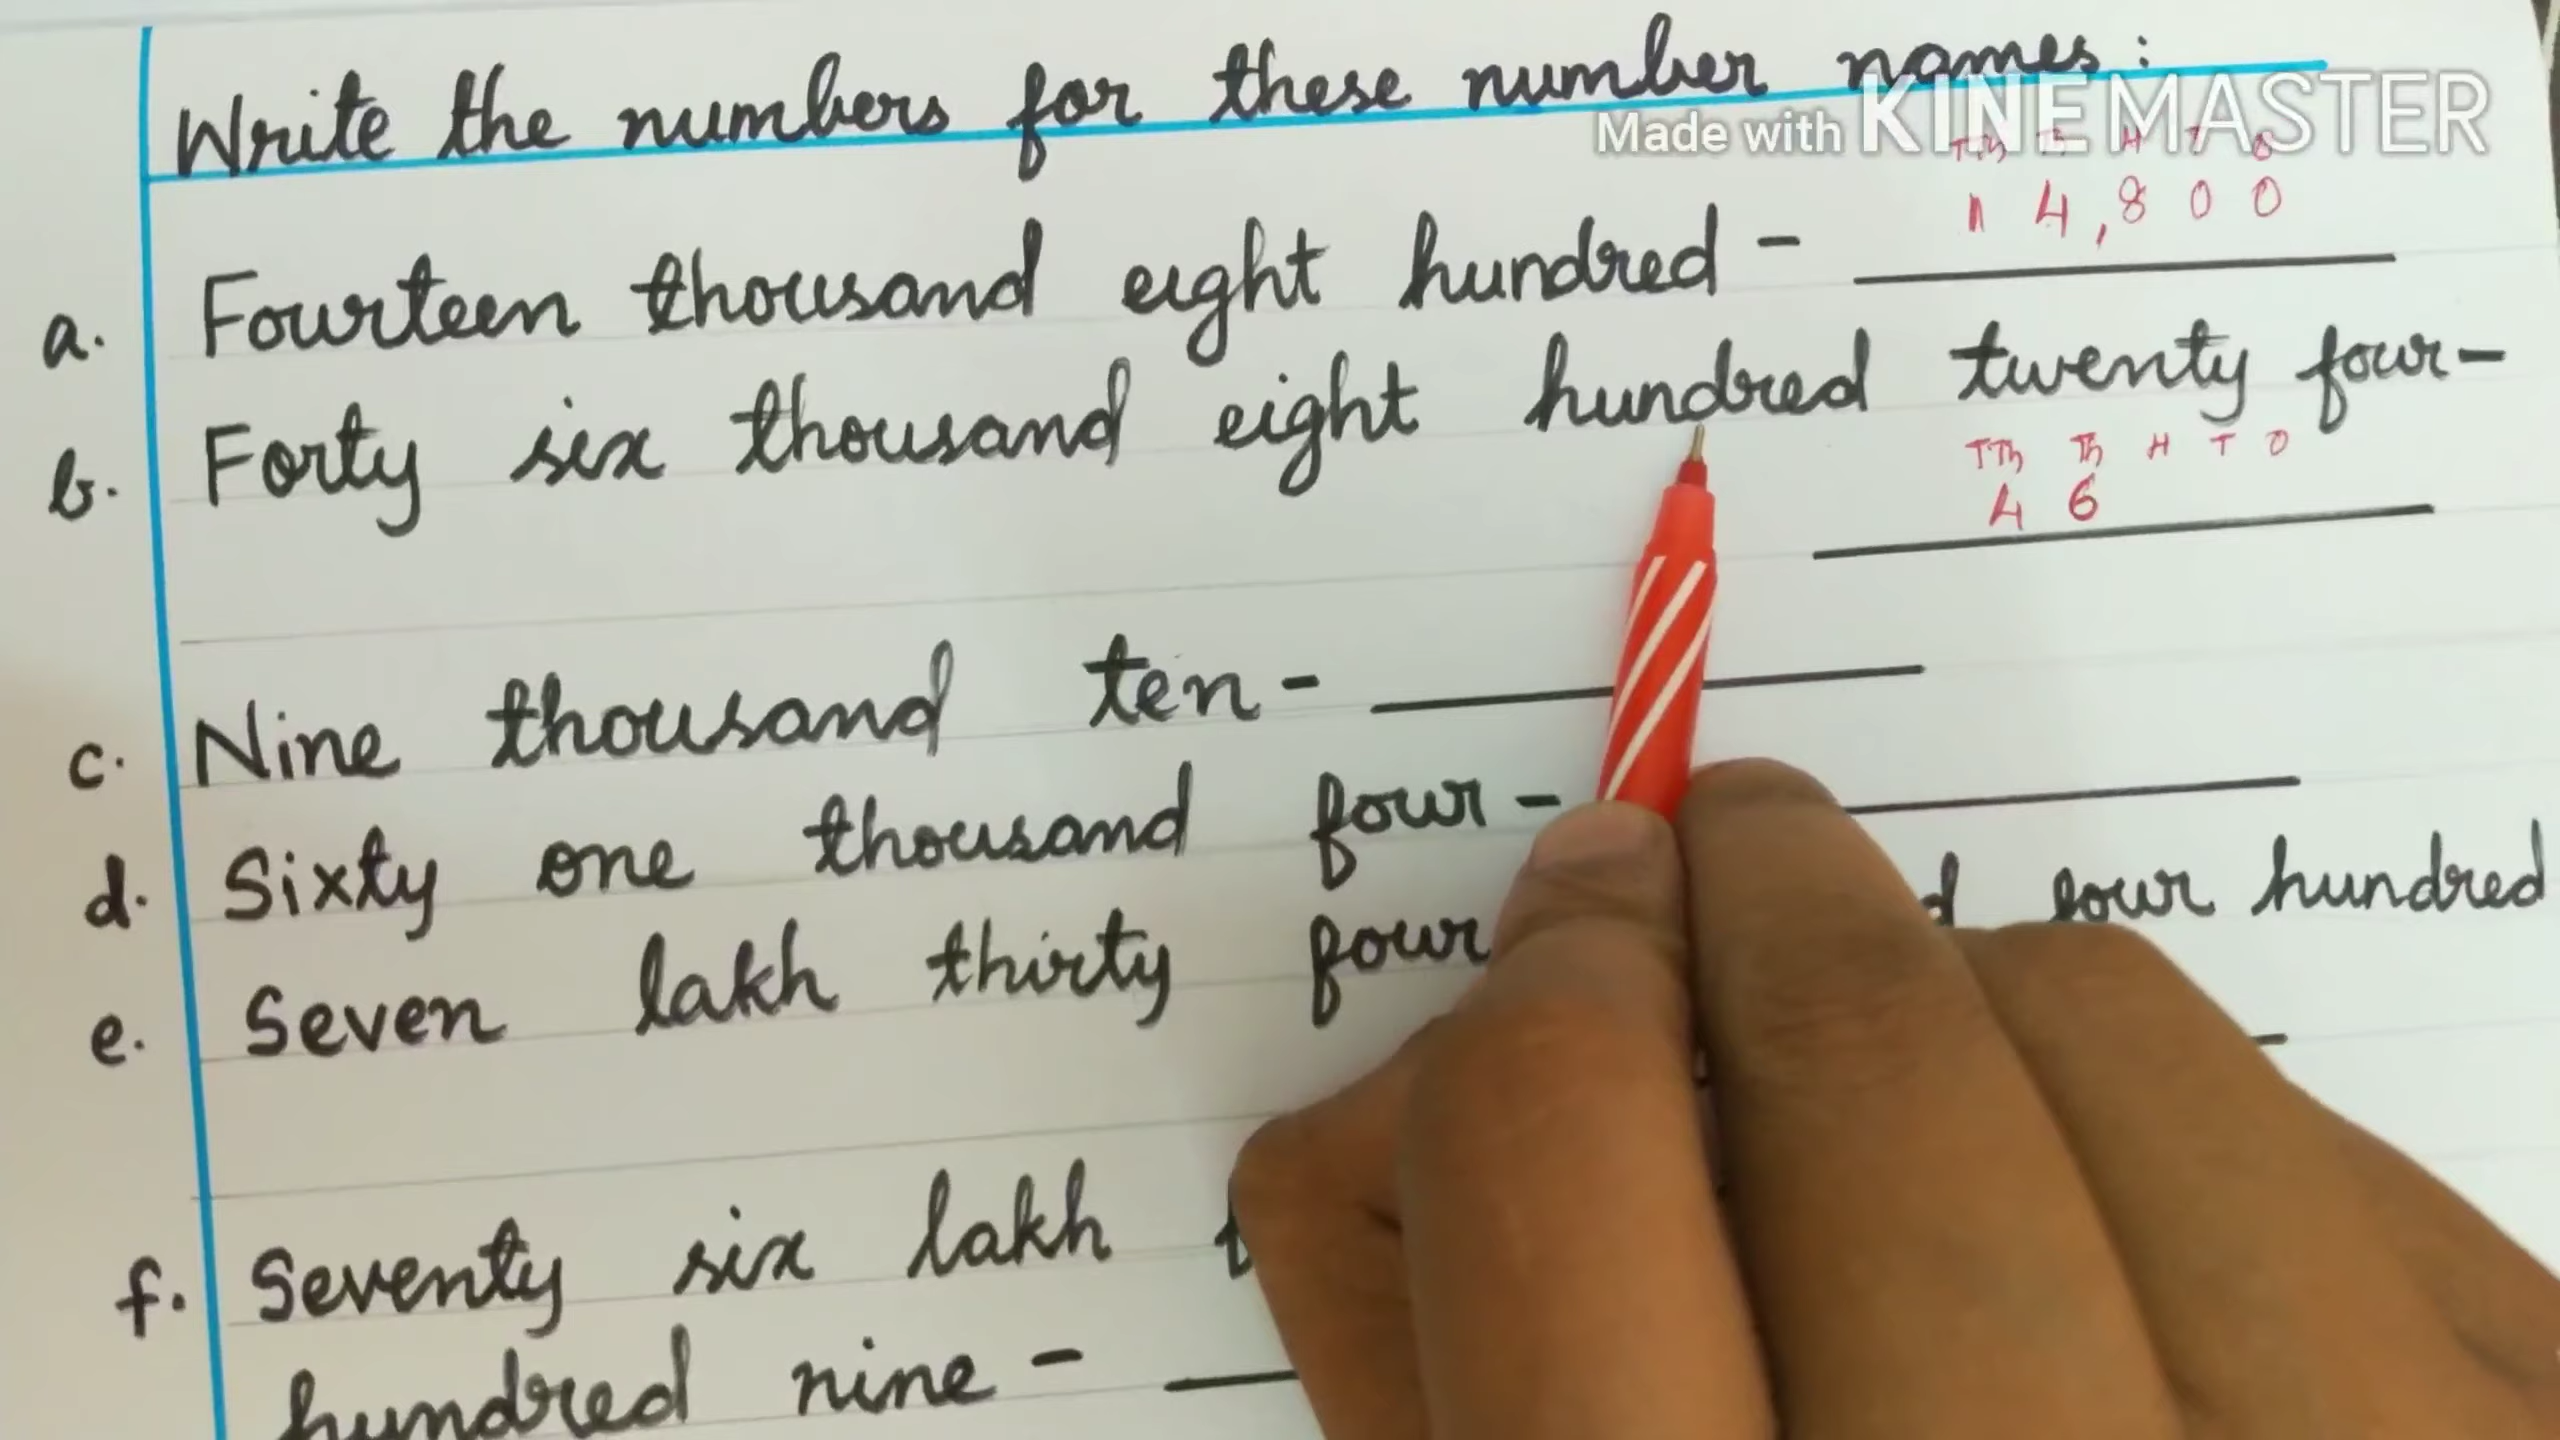 Write the numbers for these number names:
Made with KINEMASTER
TTh Th H T O
1 4,8 0 0
a. Fourteen thousand eight hundred -
b. Forty six thousand eight hundred twenty four-
TTh Th H T O
4 6
c. Nine thousand ten-
d. Sixty one thousand four-
e. Seven lakh thirty four four hundred
f. Seventy six lakh
hundred nine -